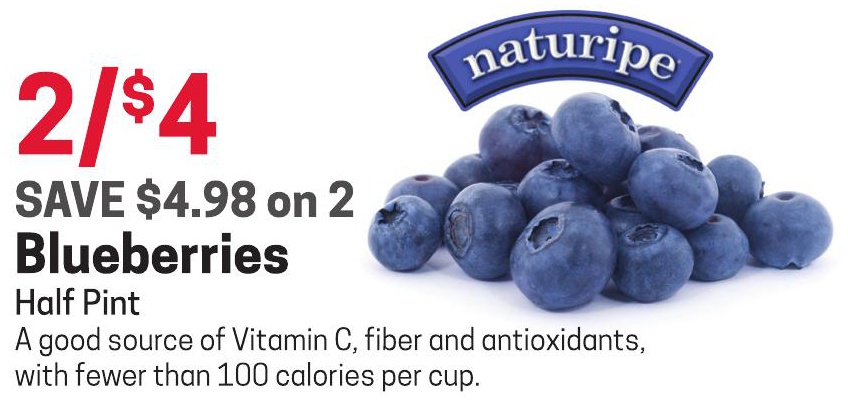 naturipe
2/$4
SAVE $4.98 on 2
Blueberries
Half Pint
A good source of Vitamin C, fiber and antioxidants,
with fewer than 100 calories per cup.